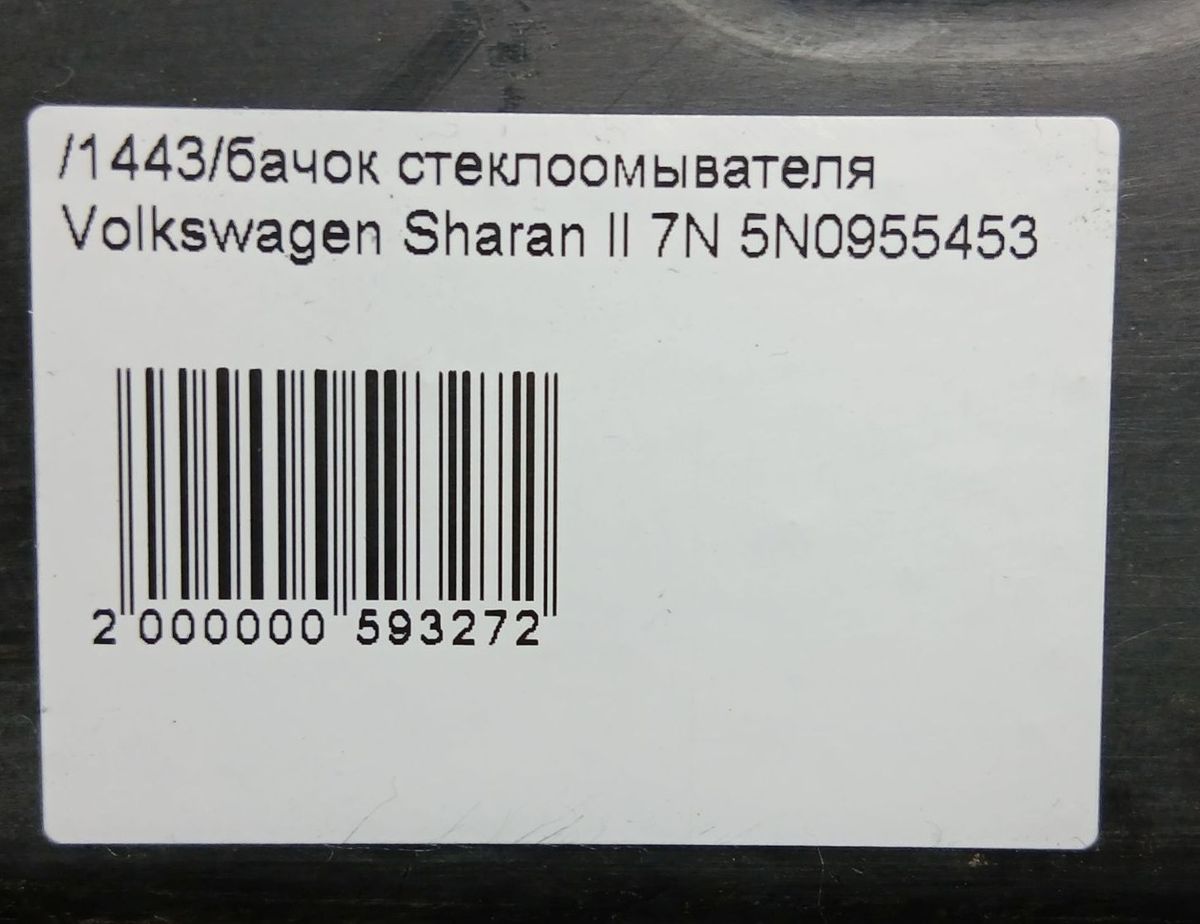 /1443/бачок стеклоомывателя
Volkswagen Sharan II 7N 5N0955453
2 000000 593272